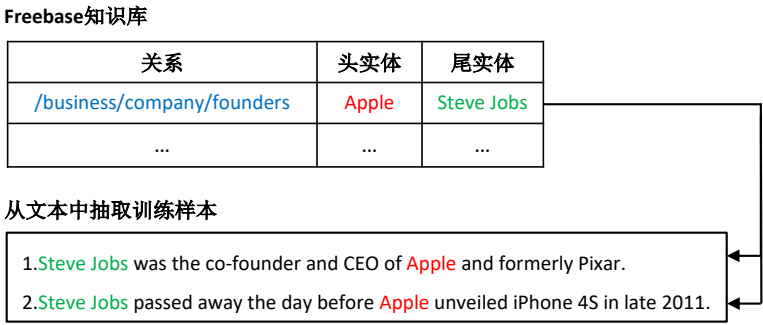 Freebase知识库
关系 头实体 尾实体
/business/company/founders Apple Steve Jobs
... ... ...
从文本中抽取训练样本
1.Steve Jobs was the co-founder and CEO of Apple and formerly Pixar.
2.Steve Jobs passed away the day before Apple unveiled iPhone 4S in late 2011.